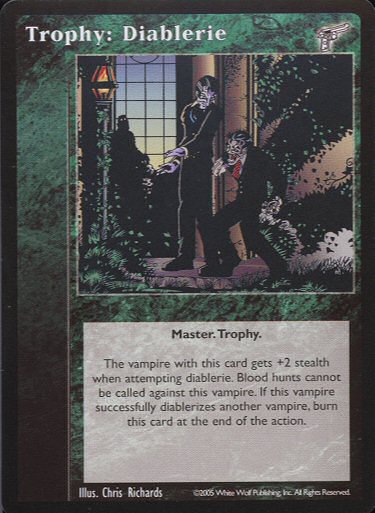 Trophy: Diablerie
Master. Trophy.
The vampire with this card gets +2 stealth
when attempting diablerie. Blood hunts cannot
be called against this vampire. If this vampire
successfully diablerizes another vampire, burn
this card at the end of the action.
Illus. Chris Richards ©2005 White Wolf Publishing, Inc. All Rights Reserved.